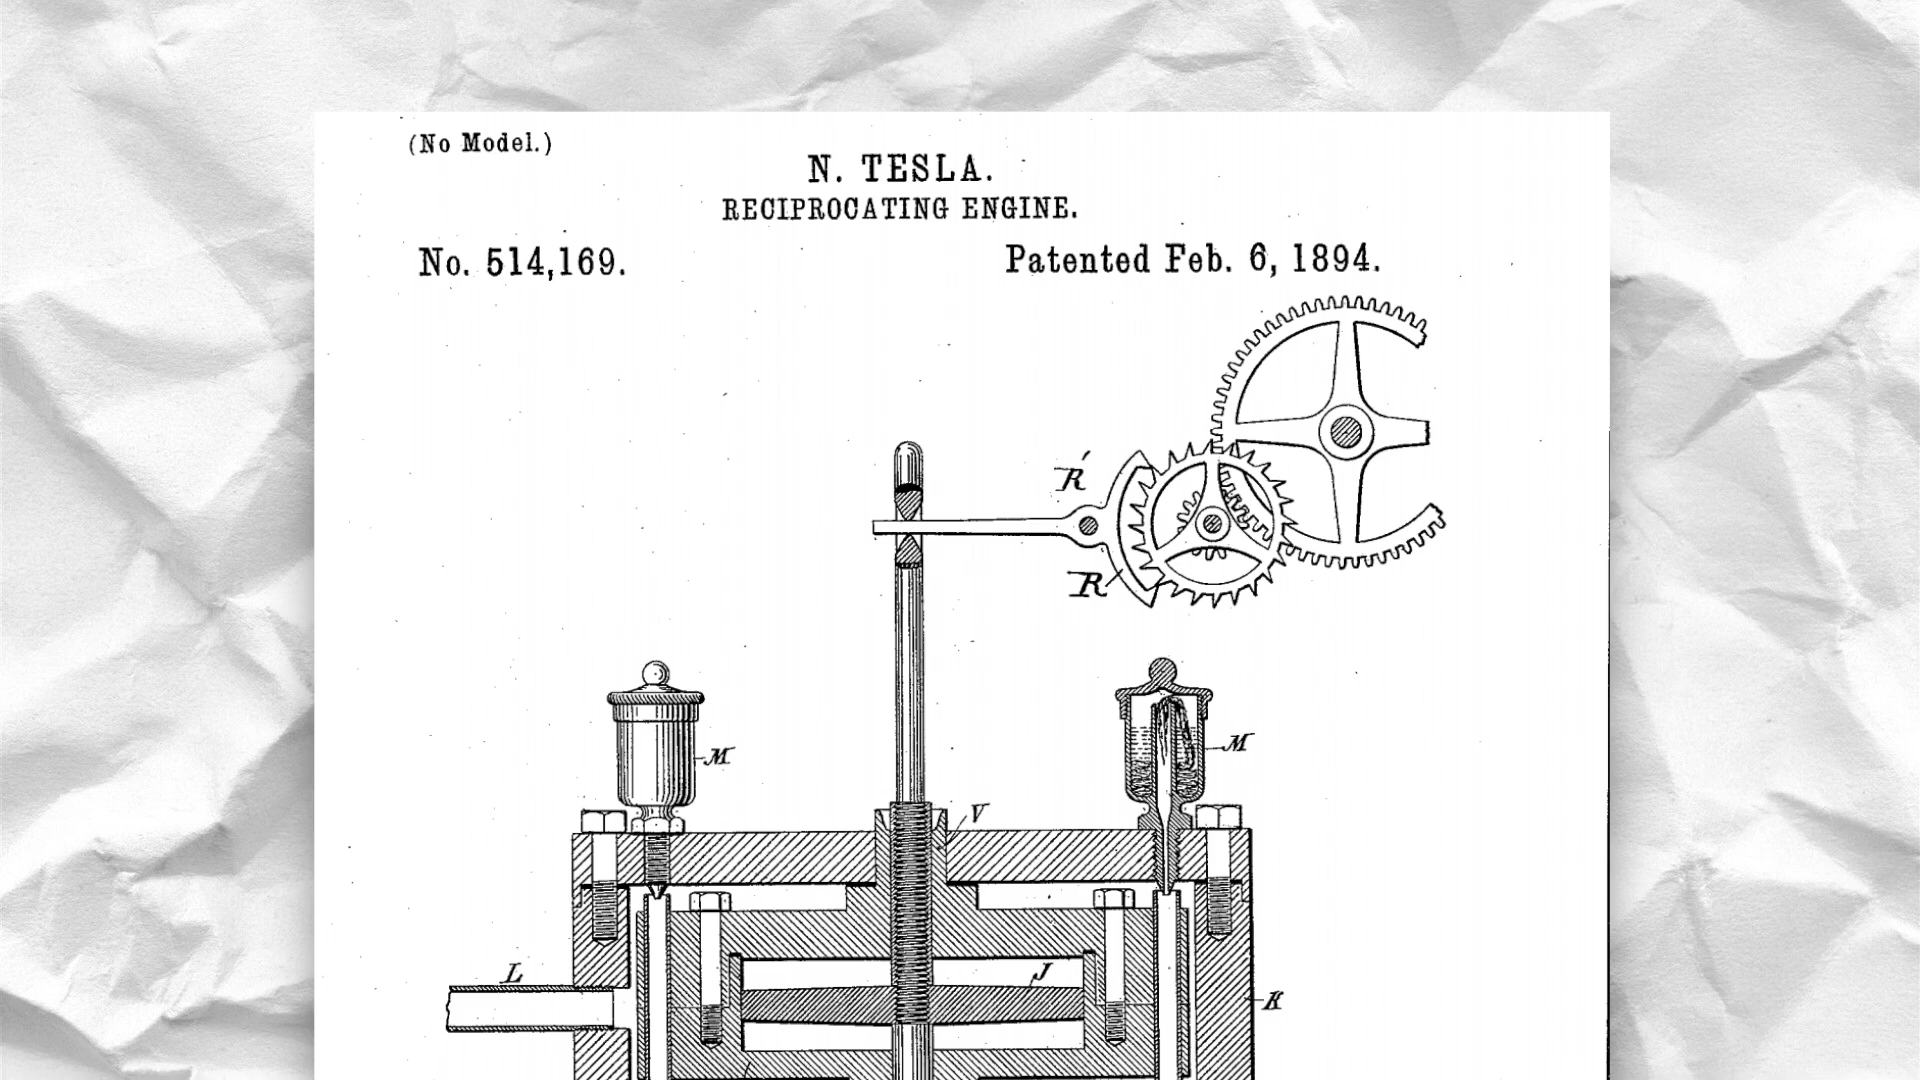 (No Model.)
N. TESLA.
RECIPROCATING ENGINE.
No. 514,169.
Patented Feb. 6, 1894.
R'
R
M
M
V
L
J
K